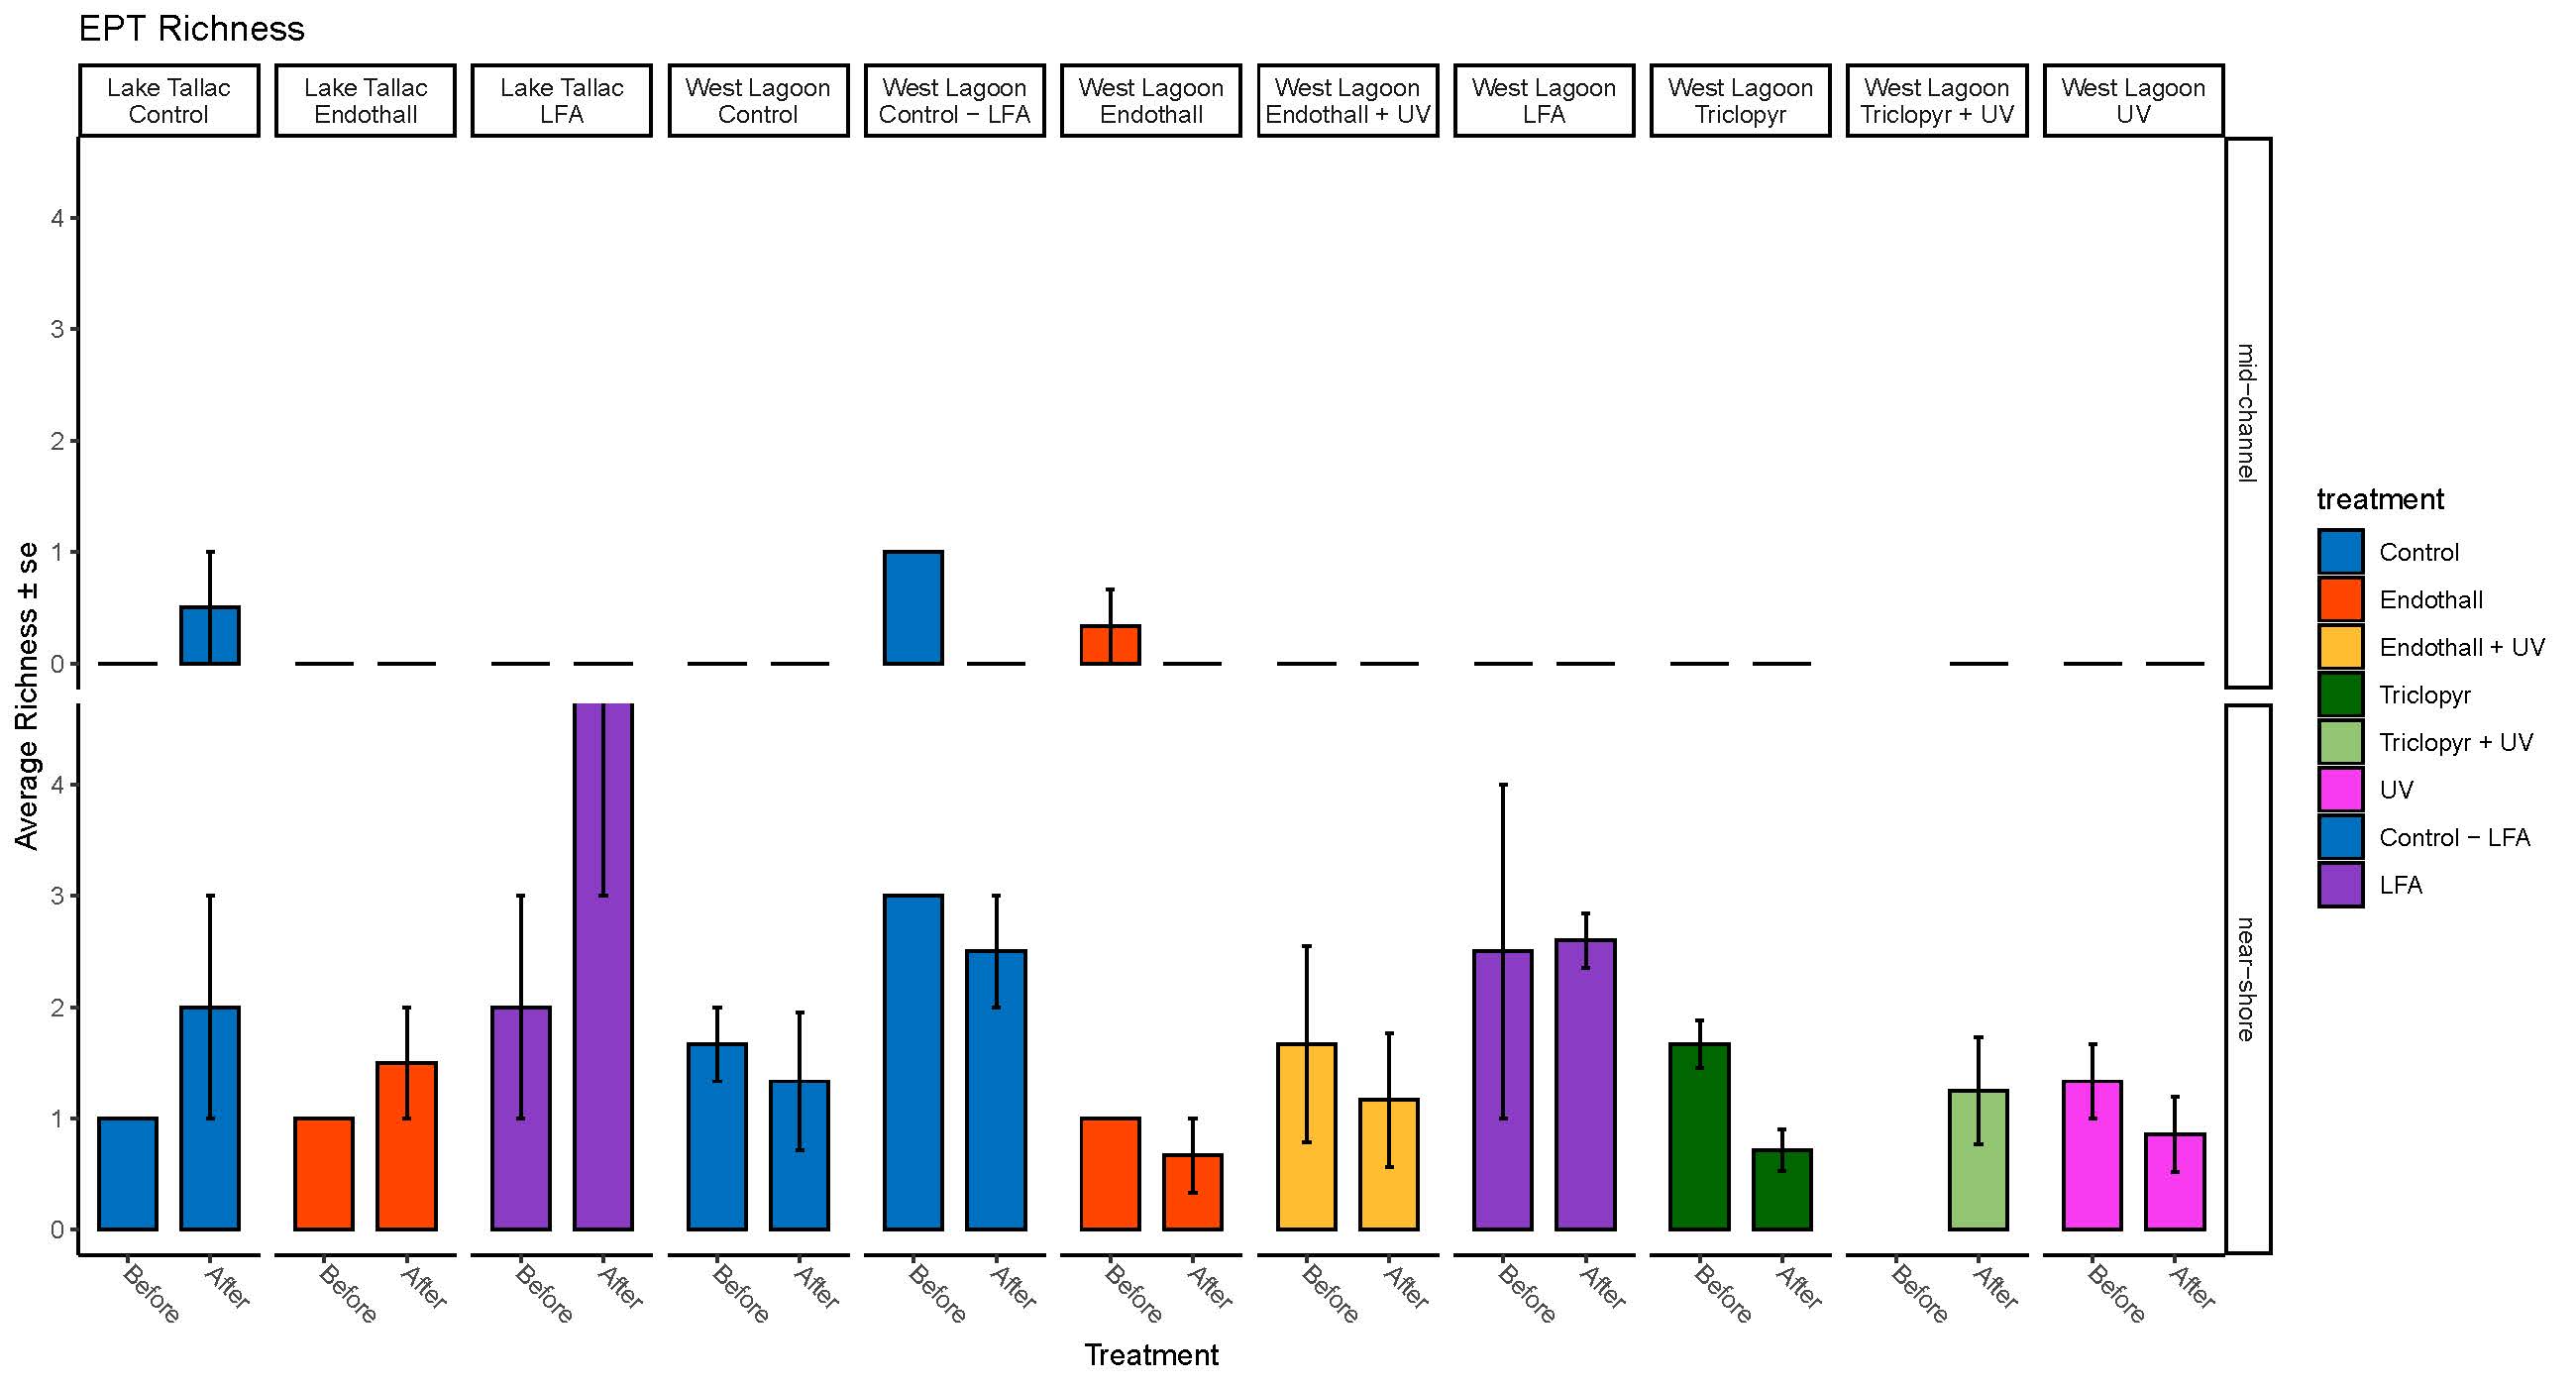 EPT Richness
Lake Tallac
Control
Lake Tallac
Endothall
Lake Tallac
LFA
West Lagoon
Control
West Lagoon
Control − LFA
West Lagoon
Endothall
West Lagoon
Endothall + UV
West Lagoon
LFA
West Lagoon
Triclopyr
West Lagoon
Triclopyr + UV
West Lagoon
UV
4
3
2
1
0
mid−channel
Average Richness ± se
4
3
2
1
0
near−shore
Before
After
Before
After
Before
After
Before
After
Before
After
Before
After
Before
After
Before
After
Before
After
Before
After
Before
After
Treatment
treatment
Control
Endothall
Endothall + UV
Triclopyr
Triclopyr + UV
UV
Control − LFA
LFA